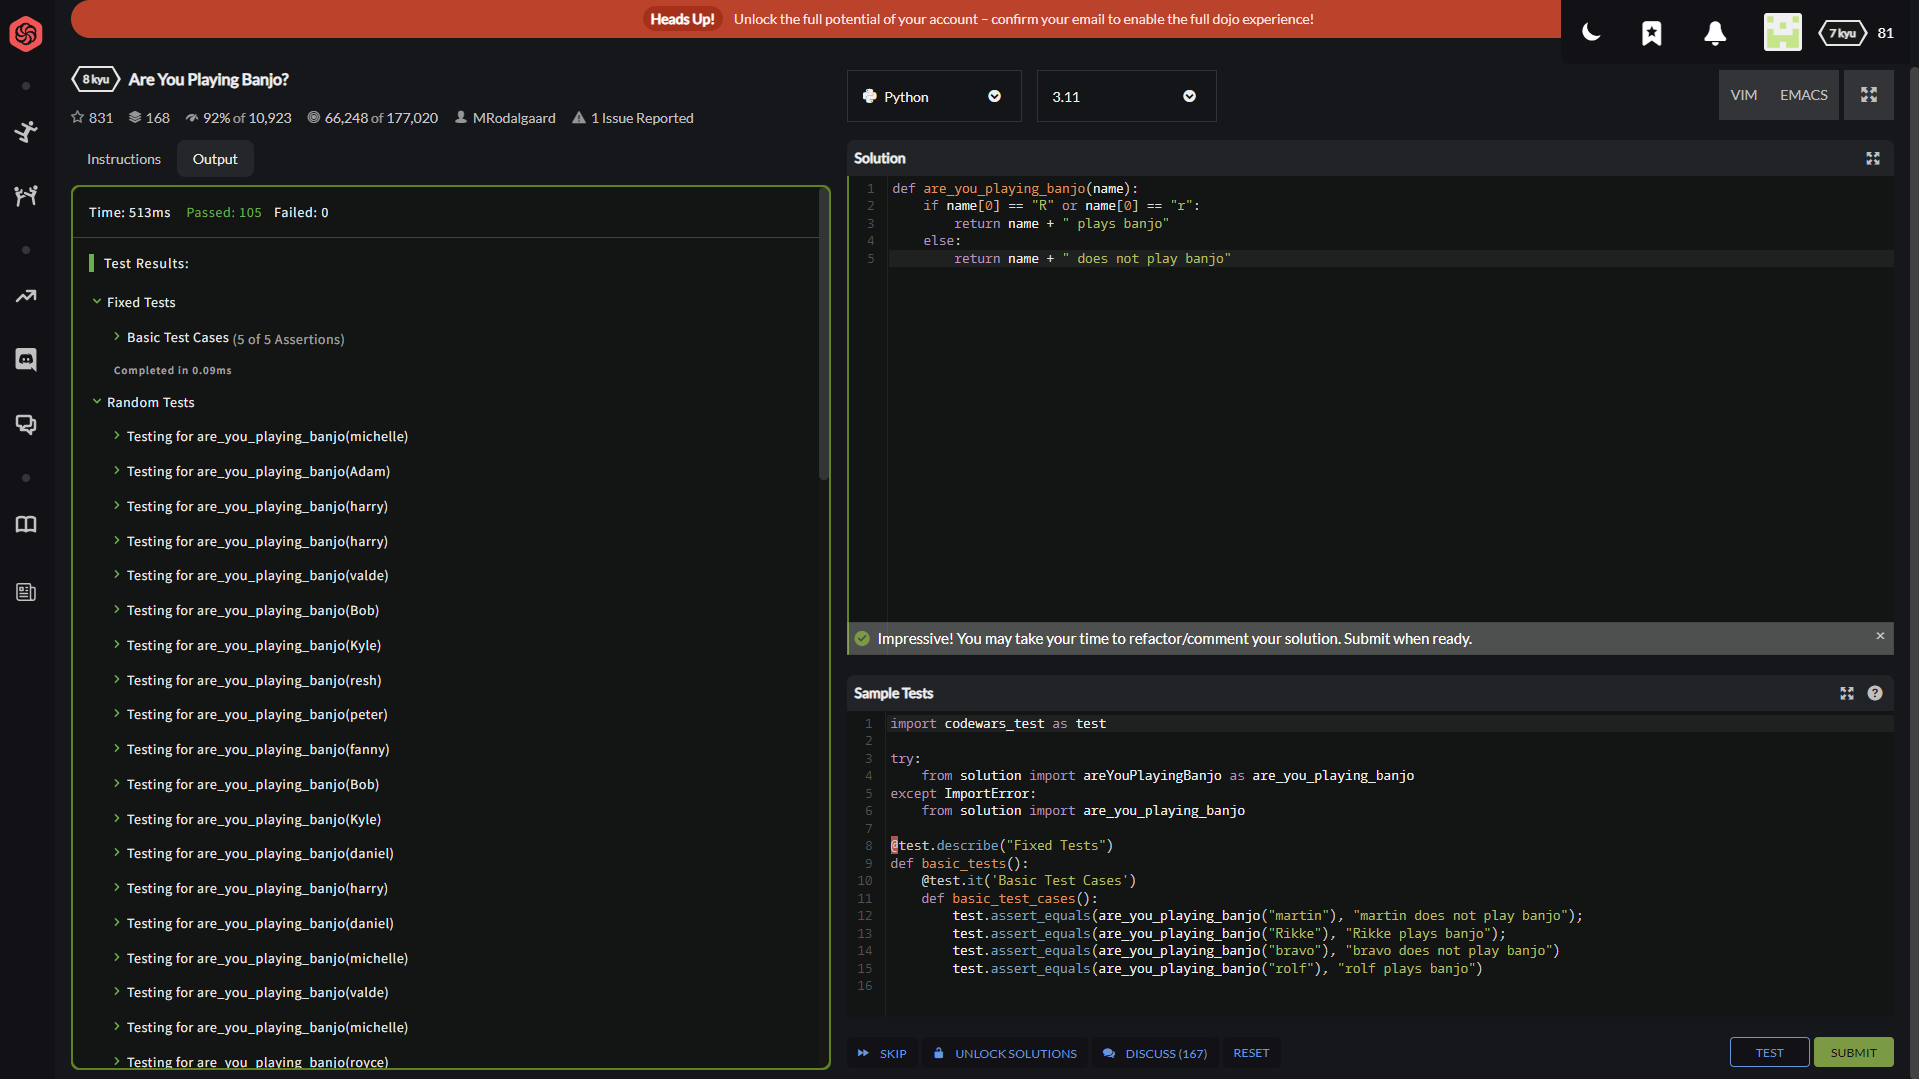 Heads Up! Unlock the full potential of your account – confirm your email to enable the full dojo experience!
7 kyu 81
8 kyu Are You Playing Banjo?
831 168 92% of 10,923 66,248 of 177,020 MRodalgaard 1 Issue Reported
Instructions Output
Time: 513ms Passed: 105 Failed: 0
Test Results:
Fixed Tests
Basic Test Cases (5 of 5 Assertions)
Completed in 0.09ms
Random Tests
Testing for are_you_playing_banjo(michelle)
Testing for are_you_playing_banjo(Adam)
Testing for are_you_playing_banjo(harry)
Testing for are_you_playing_banjo(harry)
Testing for are_you_playing_banjo(valde)
Testing for are_you_playing_banjo(Bob)
Testing for are_you_playing_banjo(Kyle)
Testing for are_you_playing_banjo(resh)
Testing for are_you_playing_banjo(peter)
Testing for are_you_playing_banjo(fanny)
Testing for are_you_playing_banjo(Bob)
Testing for are_you_playing_banjo(Kyle)
Testing for are_you_playing_banjo(daniel)
Testing for are_you_playing_banjo(harry)
Testing for are_you_playing_banjo(daniel)
Testing for are_you_playing_banjo(michelle)
Testing for are_you_playing_banjo(valde)
Testing for are_you_playing_banjo(michelle)
Testing for are_you_playing_banjo(royce)
Python 3.11 VIM EMACS
Solution
1 def are_you_playing_banjo(name):
2     if name[0] == "R" or name[0] == "r":
3         return name + " plays banjo"
4     else:
5         return name + " does not play banjo"
Impressive! You may take your time to refactor/comment your solution. Submit when ready. ×
Sample Tests ?
1 import codewars_test as test
2
3 try:
4     from solution import areYouPlayingBanjo as are_you_playing_banjo
5 except ImportError:
6     from solution import are_you_playing_banjo
7
8 @test.describe("Fixed Tests")
9 def basic_tests():
10     @test.it('Basic Test Cases')
11     def basic_test_cases():
12         test.assert_equals(are_you_playing_banjo("martin"), "martin does not play banjo");
13         test.assert_equals(are_you_playing_banjo("Rikke"), "Rikke plays banjo");
14         test.assert_equals(are_you_playing_banjo("bravo"), "bravo does not play banjo")
15         test.assert_equals(are_you_playing_banjo("rolf"), "rolf plays banjo")
16
SKIP UNLOCK SOLUTIONS DISCUSS (167) RESET TEST SUBMIT